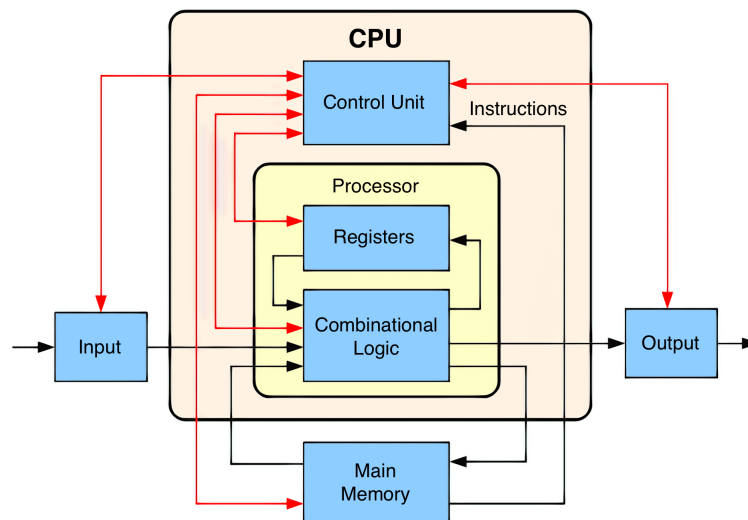 CPU
Control Unit
Instructions
Processor
Registers
Combinational
Logic
Input
Output
Main
Memory